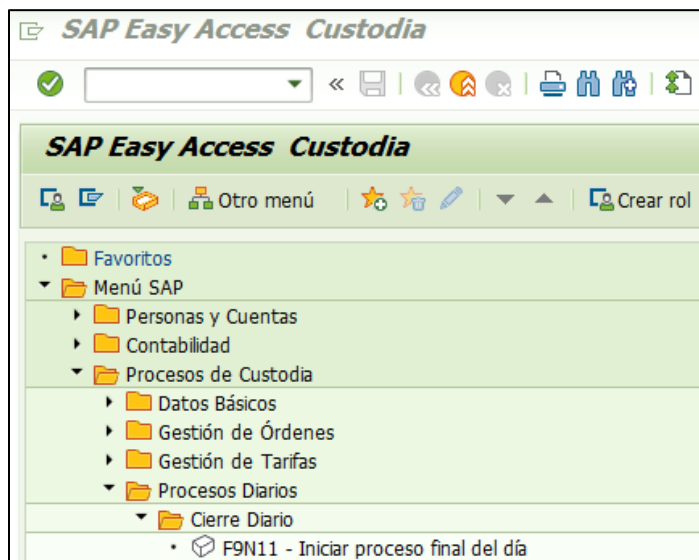 SAP Easy Access Custodia
SAP Easy Access Custodia
Otro menú Crear rol
Favoritos
Menú SAP
Personas y Cuentas
Contabilidad
Procesos de Custodia
Datos Básicos
Gestión de Órdenes
Gestión de Tarifas
Procesos Diarios
Cierre Diario
F9N11 - Iniciar proceso final del día